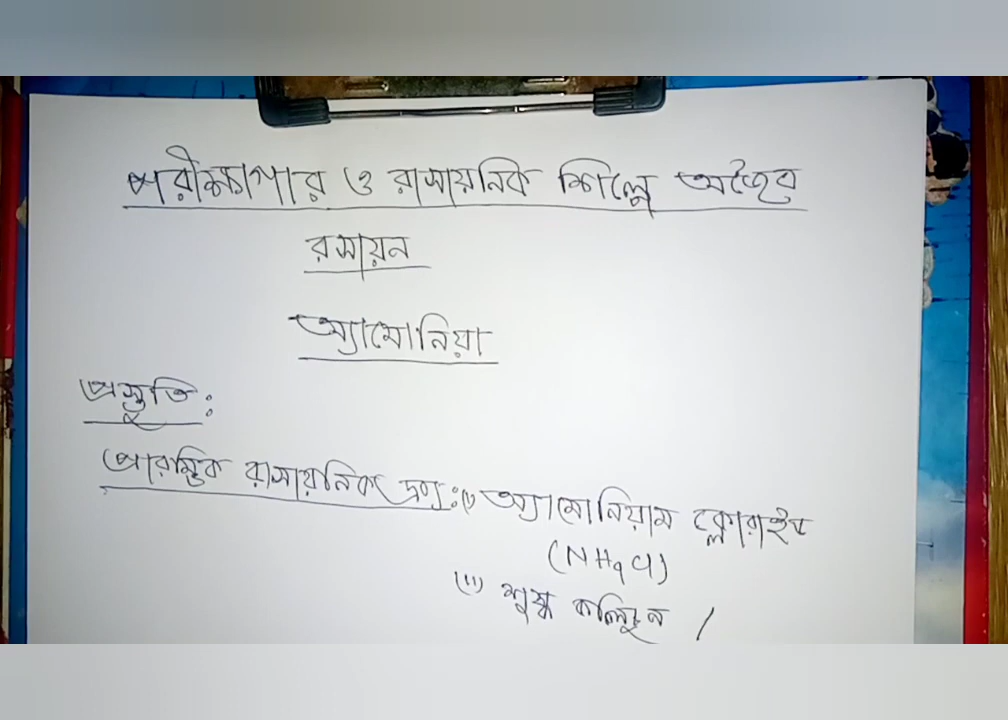 পরীক্ষাগার ও রাসায়নিক শিল্পে অজৈব
রসায়ন
অ্যামোনিয়া
প্রস্তুতি:
প্রারম্ভিক রাসায়নিক দ্রব্য: (i) অ্যামোনিয়াম ক্লোরাইড
(NH4Cl)
(ii) শুষ্ক কলিচুন /